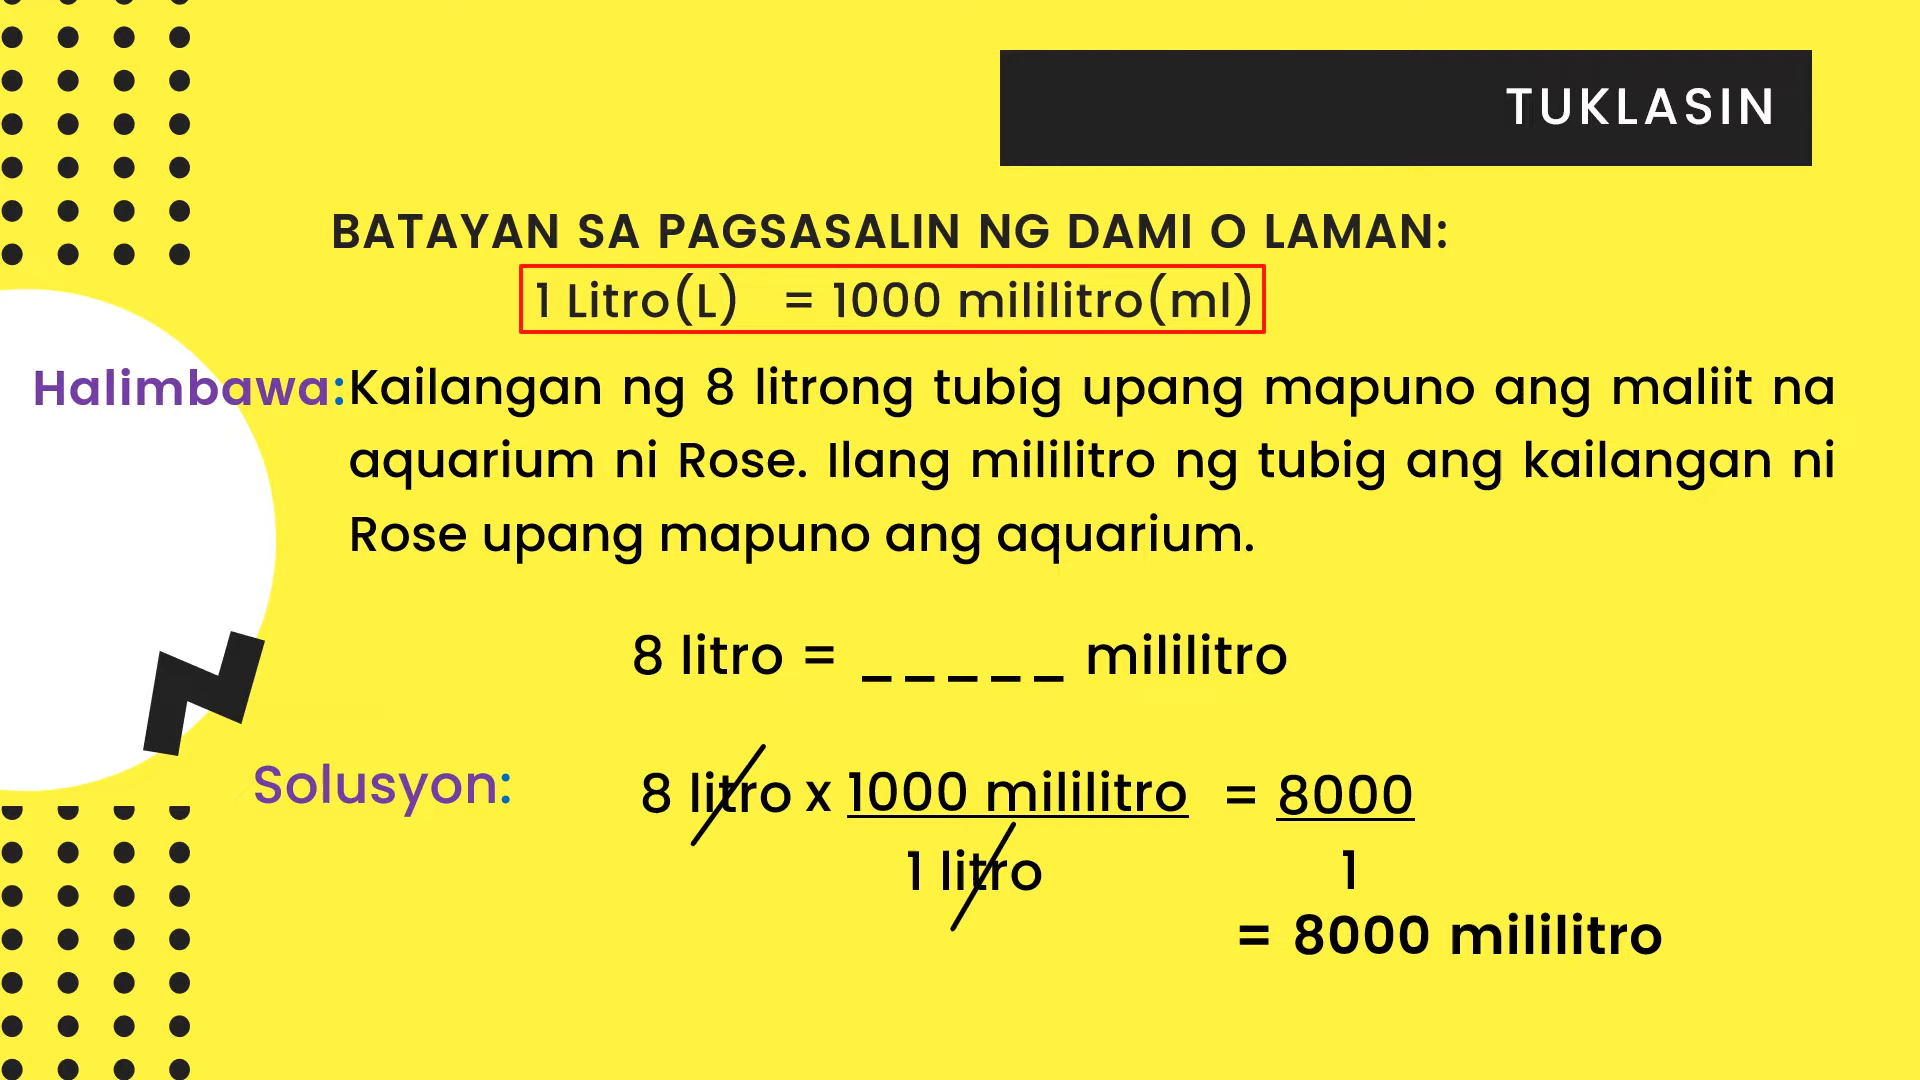 TUKLASIN
BATAYAN SA PAGSASALIN NG DAMI O LAMAN:
1 Litro(L) = 1000 mililitro(ml)
Halimbawa: Kailangan ng 8 litrong tubig upang mapuno ang maliit na
aquarium ni Rose. Ilang mililitro ng tubig ang kailangan ni
Rose upang mapuno ang aquarium.
8 litro = _ _ _ _ _ mililitro
Solusyon: 8 litro x 1000 mililitro = 8000
1 litro 1
= 8000 mililitro